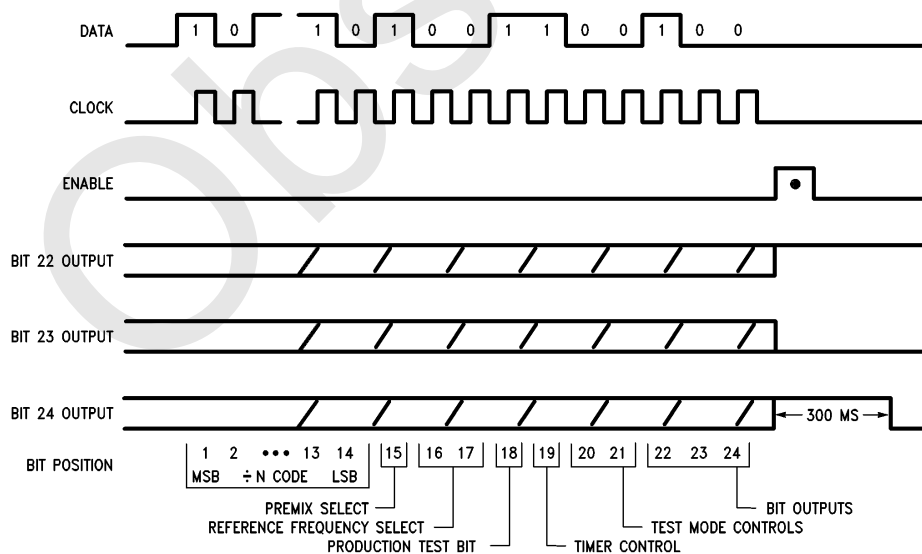 DATA 1 0 1 0 1 0 0 1 1 0 0 1 0 0
CLOCK
ENABLE
BIT 22 OUTPUT
BIT 23 OUTPUT
BIT 24 OUTPUT 300 MS
BIT POSITION 1 2 ••• 13 14 15 16 17 18 19 20 21 22 23 24
MSB ÷ N CODE LSB
PREMIX SELECT BIT OUTPUTS
REFERENCE FREQUENCY SELECT TEST MODE CONTROLS
PRODUCTION TEST BIT TIMER CONTROL
Obs